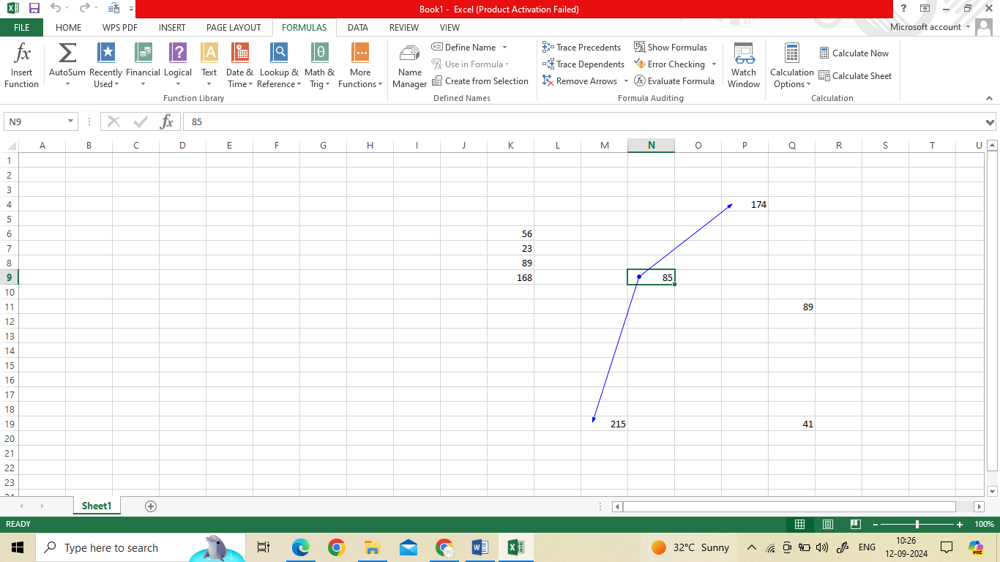 Book1 - Excel (Product Activation Failed)
?
FILE HOME WPS PDF INSERT PAGE LAYOUT FORMULAS DATA REVIEW VIEW Microsoft account
Insert Function
AutoSum
Recently Used
Financial
Logical
Text
Date & Time
Lookup & Reference
Math & Trig
More Functions
Function Library
Name Manager
Define Name
Use in Formula
Create from Selection
Defined Names
Trace Precedents
Trace Dependents
Remove Arrows
Show Formulas
Error Checking
Evaluate Formula
Formula Auditing
Watch Window
Calculation Options
Calculate Now
Calculate Sheet
Calculation
N9 fx 85
A B C D E F G H I J K L M N O P Q R S T U
1
2
3
4 174
5
6 56
7 23
8 89
9 168 85
10
11 89
12
13
14
15
16
17
18
19 215 41
20
21
22
23
24
Sheet1
READY 100%
Type here to search
32°C Sunny
ENG
10:26
12-09-2024
PRE